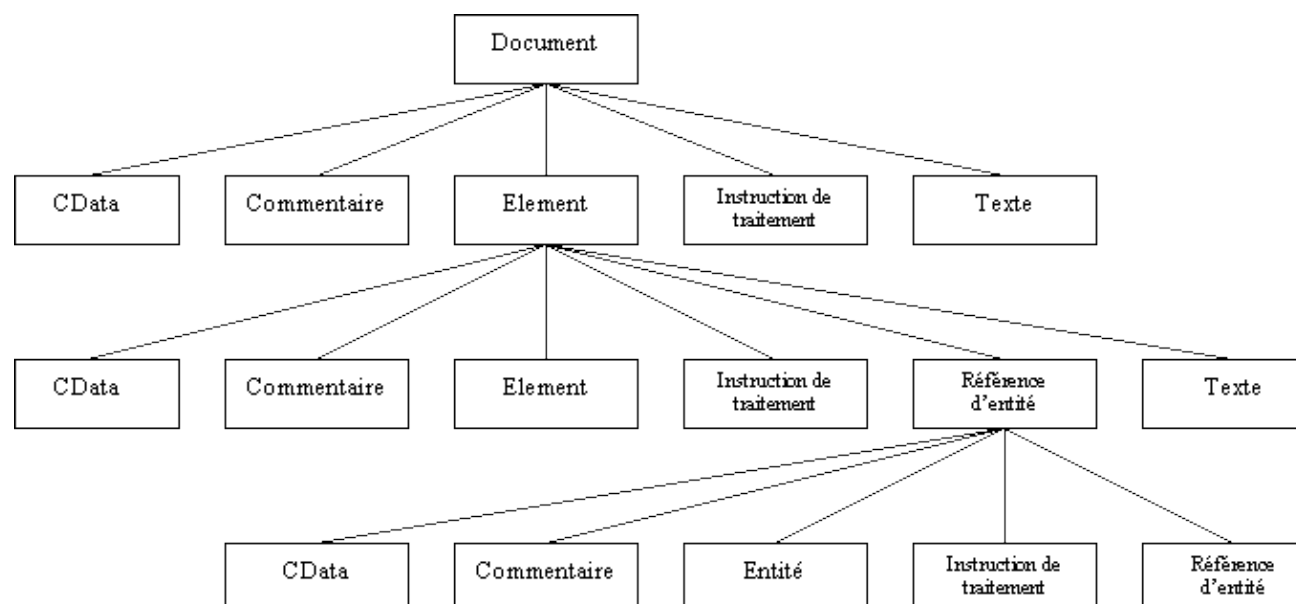 Document
CData
Commentaire
Element
Instruction de
traitement
Texte
CData
Commentaire
Element
Instruction de
traitement
Référence
d'entité
Texte
CData
Commentaire
Entité
Instruction de
traitement
Référence
d'entité